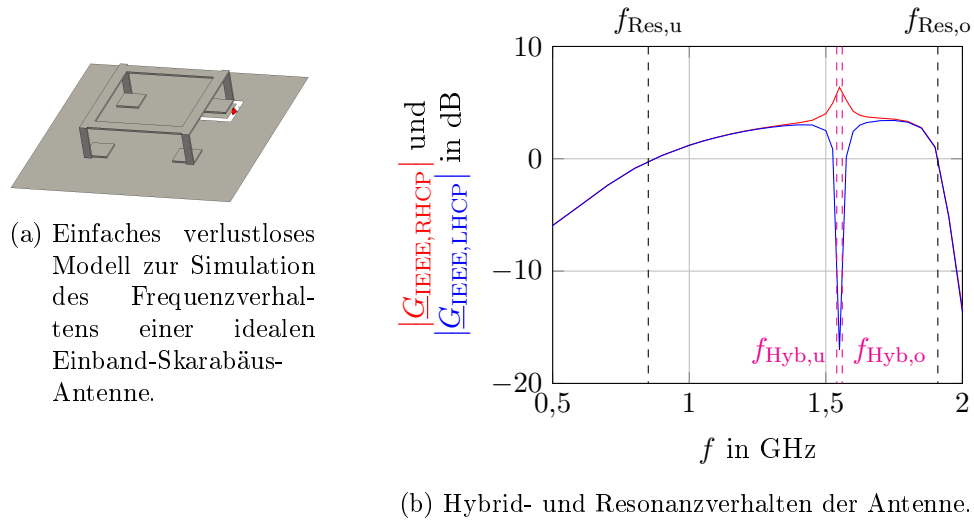 (a) Einfaches verlustloses
Modell zur Simulation
des Frequenzverhal-
tens einer idealen
Einband-Skarabäus-
Antenne.
f_Res,u
f_Res,o
|G_IEEE,RHCP| und
|G_IEEE,LHCP| in dB
10
0
−10
−20
f_Hyb,u
f_Hyb,o
0,5
1
1,5
2
f in GHz
(b) Hybrid- und Resonanzverhalten der Antenne.